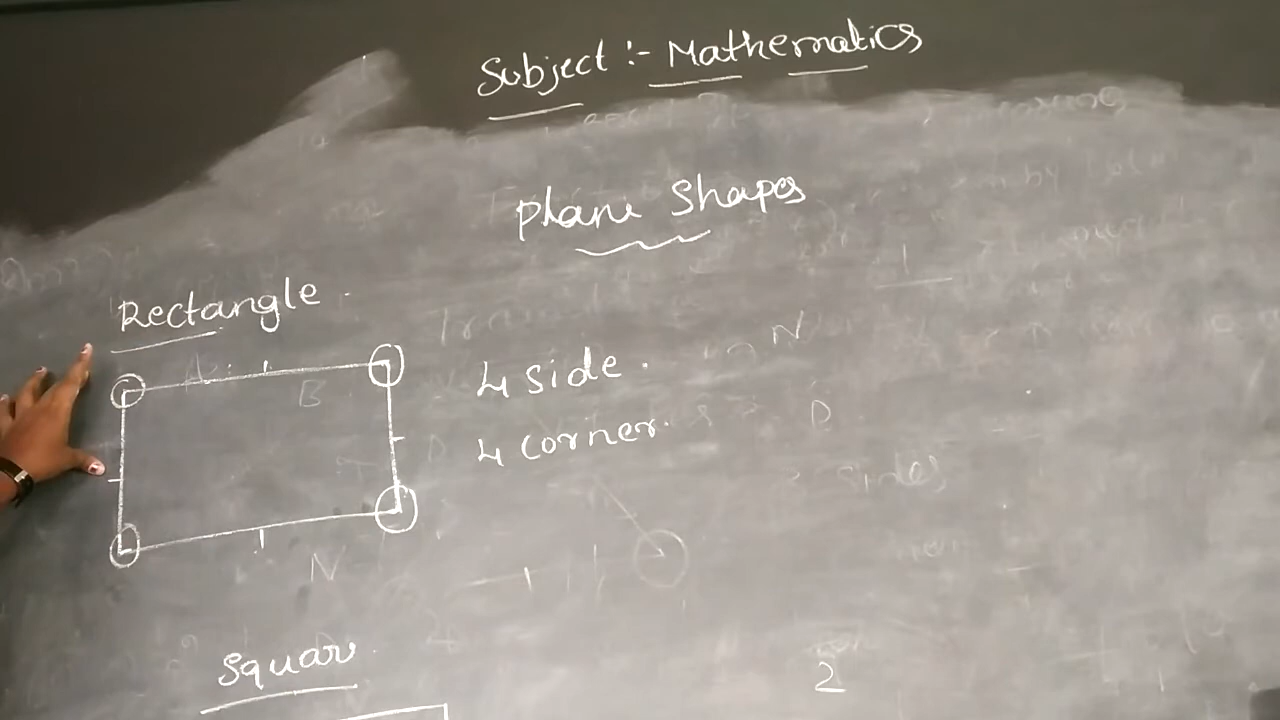 Subject :- Mathematics
Plane Shapes
Rectangle.
4 side.
4 corner.
Square.
2